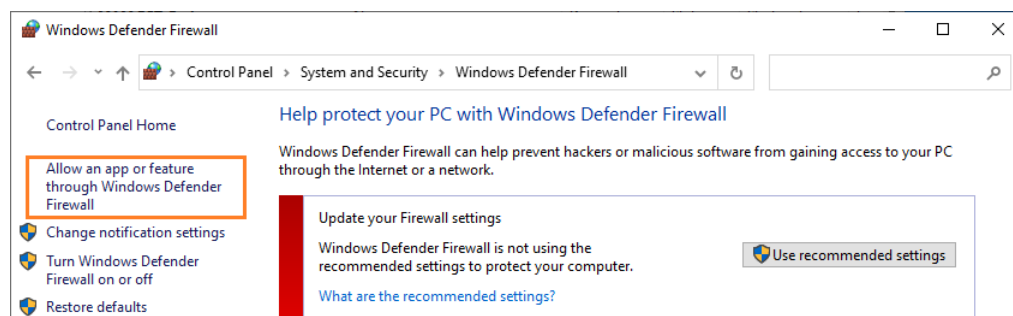 Windows Defender Firewall
Control Panel > System and Security > Windows Defender Firewall
Control Panel Home
Allow an app or feature
through Windows Defender
Firewall
Change notification settings
Turn Windows Defender
Firewall on or off
Restore defaults
Help protect your PC with Windows Defender Firewall
Windows Defender Firewall can help prevent hackers or malicious software from gaining access to your PC
through the Internet or a network.
Update your Firewall settings
Windows Defender Firewall is not using the
recommended settings to protect your computer.
Use recommended settings
What are the recommended settings?